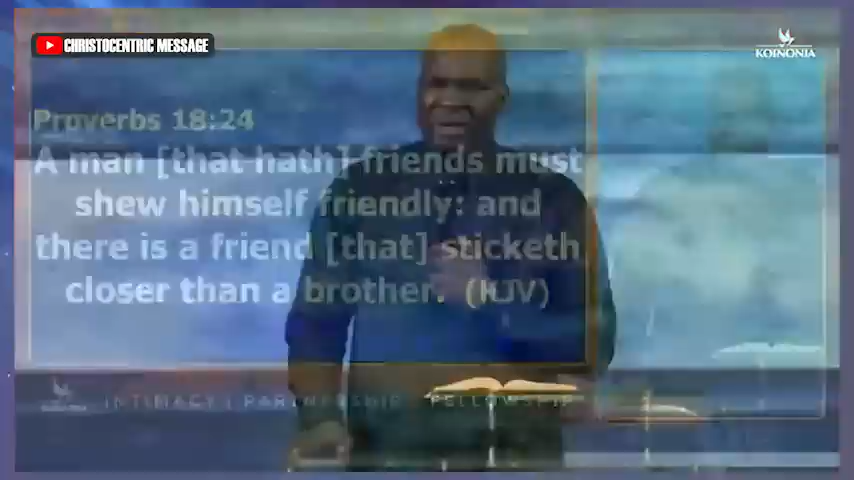 CHRISTOCENTRIC MESSAGE
KOINONIA
Proverbs 18:24
A man [that hath] friends must
shew himself friendly: and
there is a friend [that] sticketh
closer than a brother. (KJV)
INTIMACY | PARTNERSHIP FELLOWSHIP